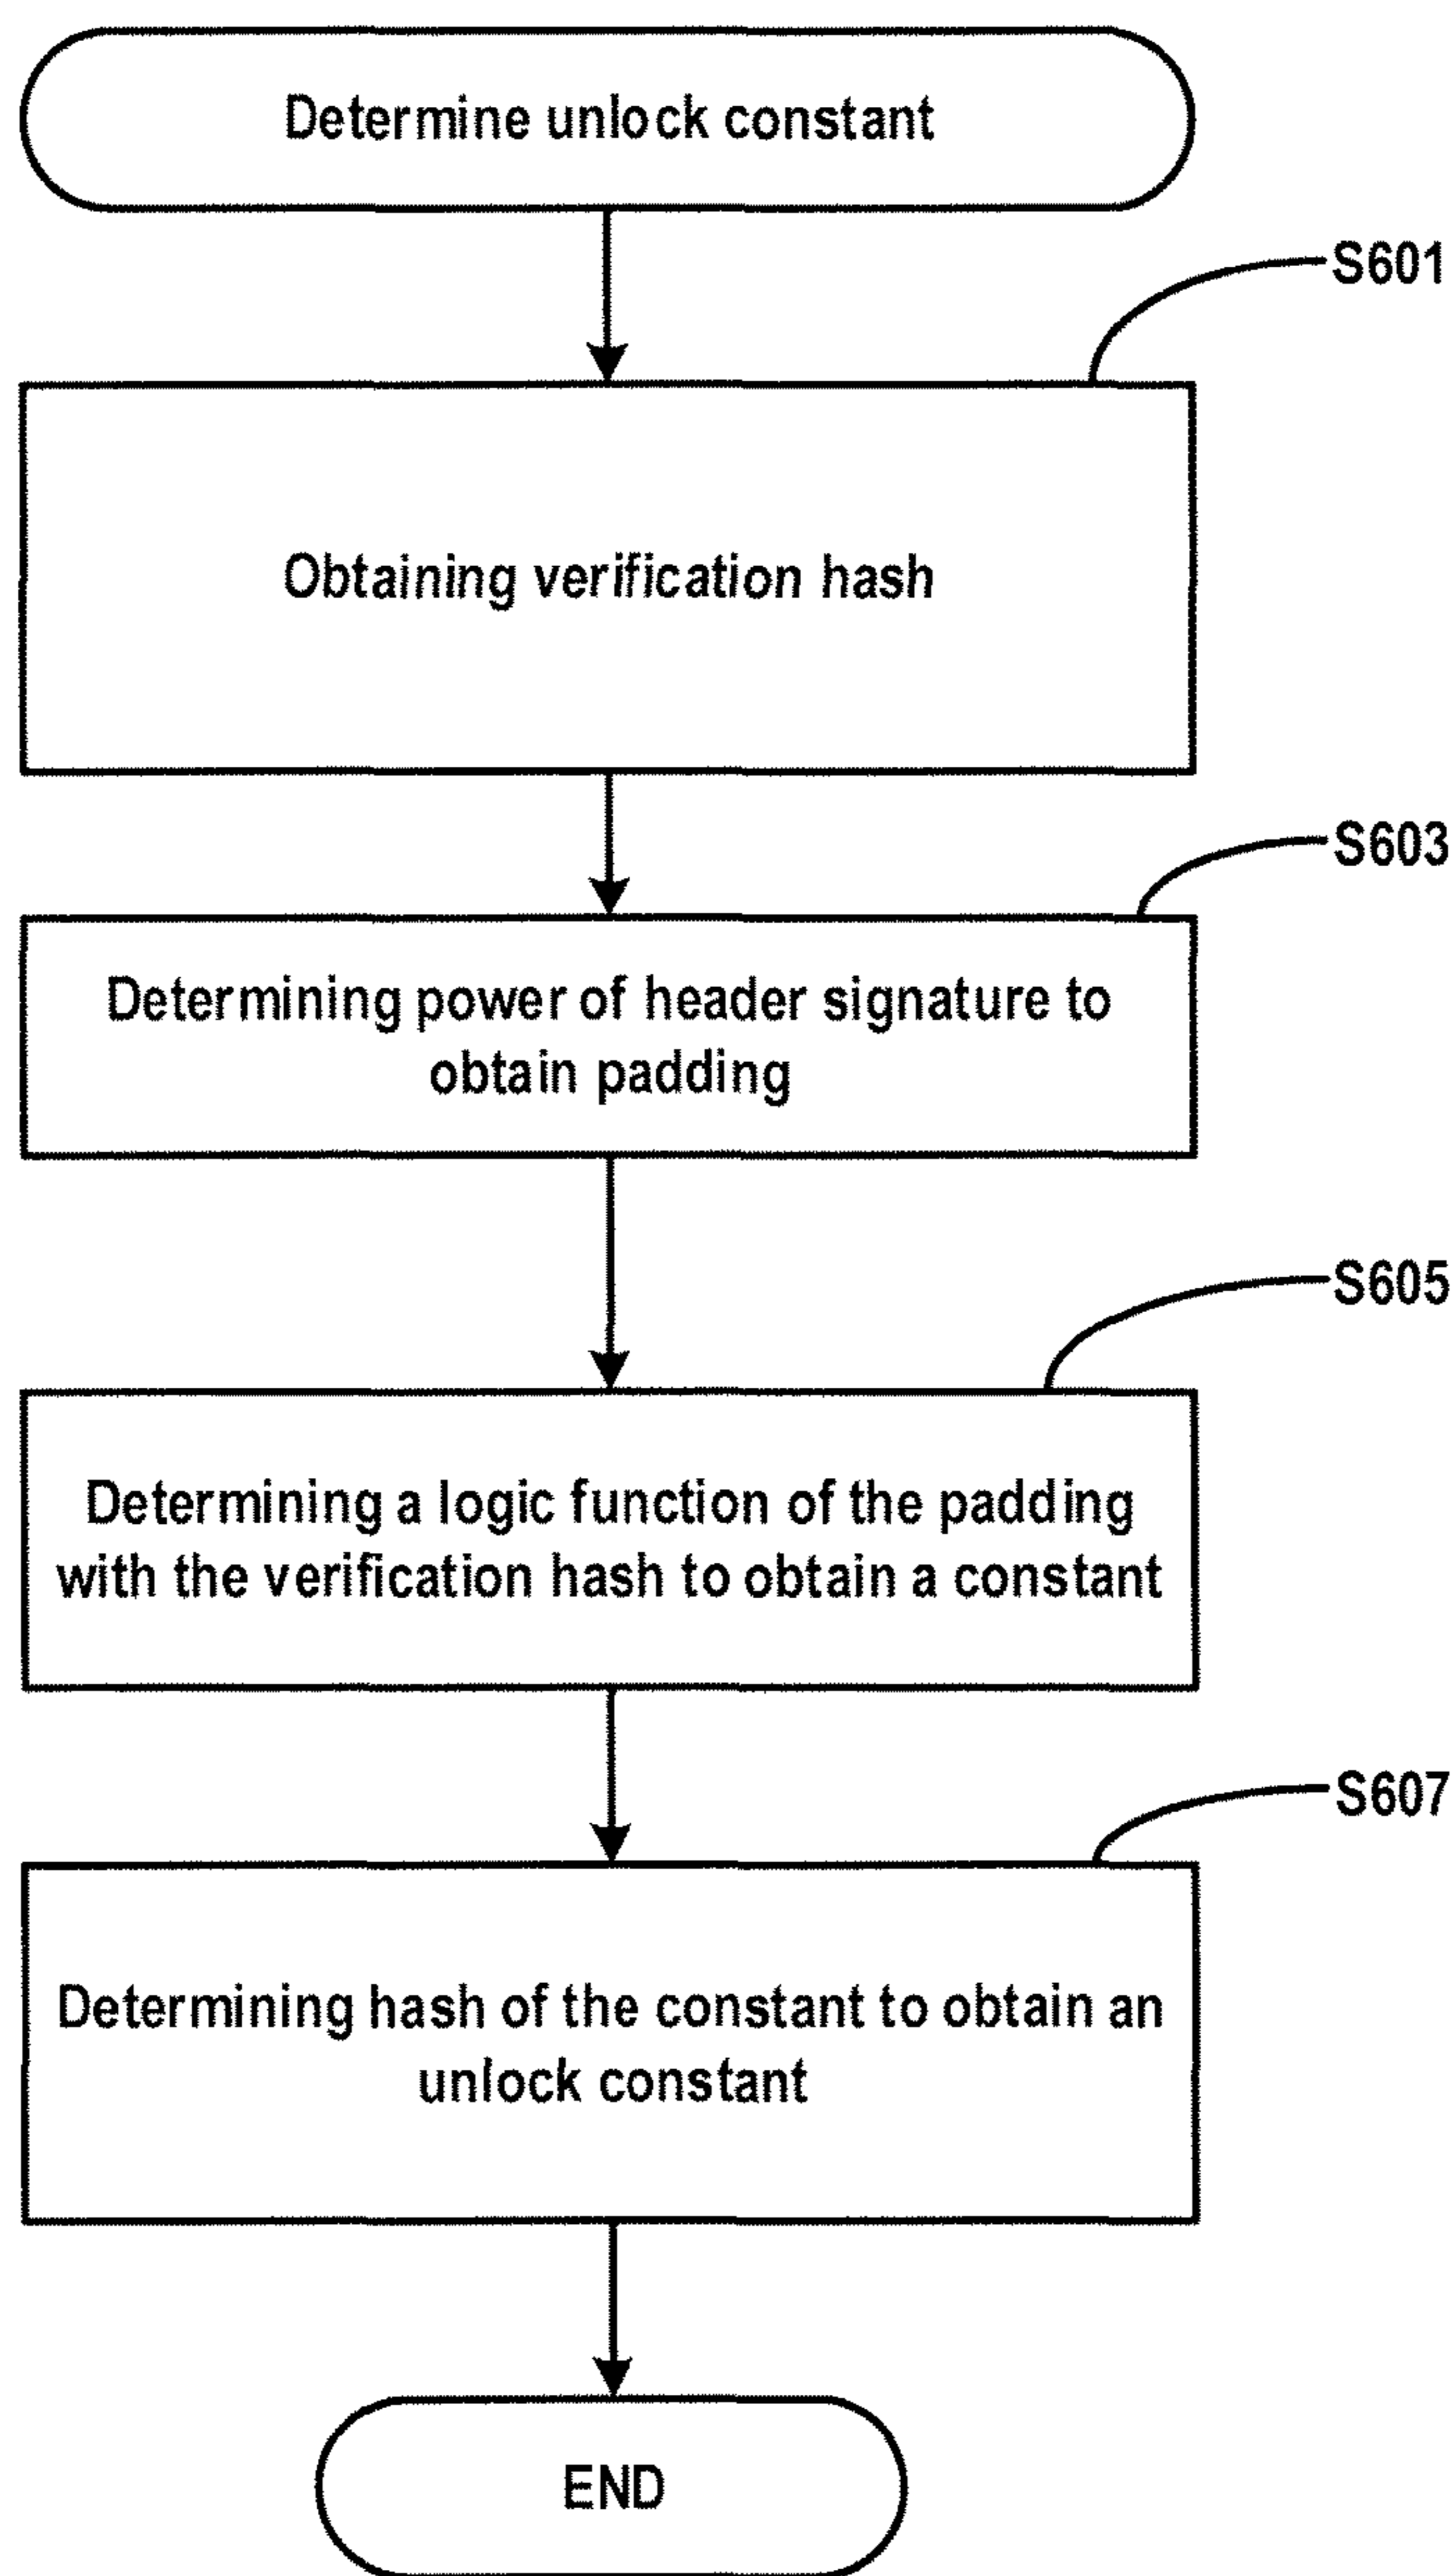 Determine unlock constant
S601
Obtaining verification hash
S603
Determining power of header signature to
obtain padding
S605
Determining a logic function of the padding
with the verification hash to obtain a constant
S607
Determining hash of the constant to obtain an
unlock constant
END